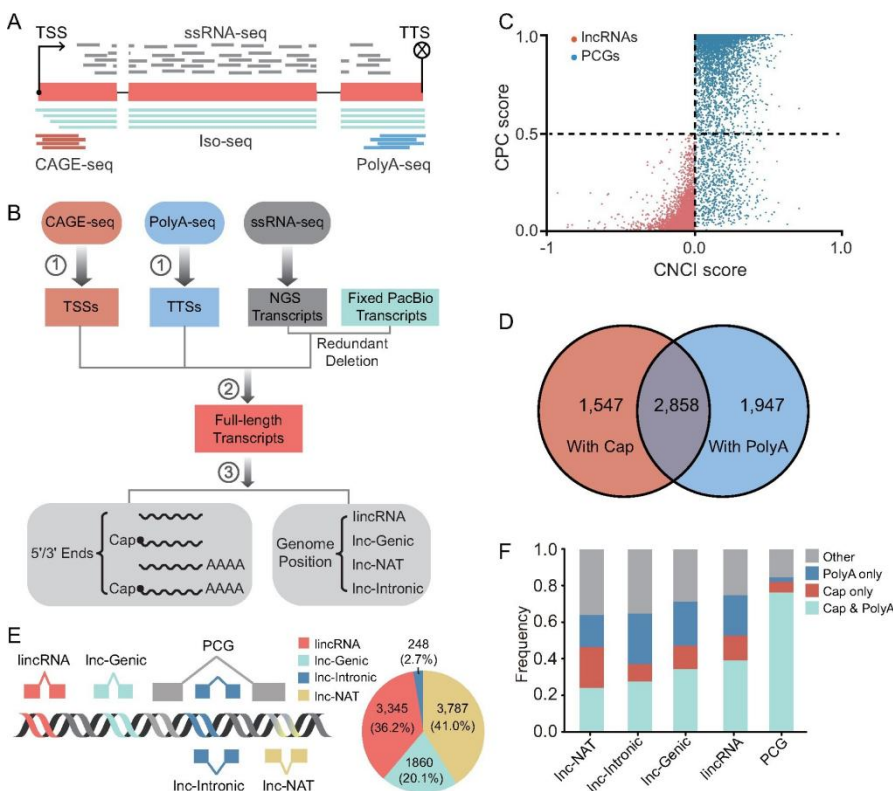 A
TSS
ssRNA-seq
TTS
Iso-seq
CAGE-seq
PolyA-seq
B
CAGE-seq
PolyA-seq
ssRNA-seq
1
1
TSSs
TTSs
NGS
Transcripts
Fixed PacBio
Transcripts
Redundant
Deletion
2
Full-length
Transcripts
3
5'/3' Ends
Cap
AAAA
Cap
AAAA
Genome
Position
lincRNA
lnc-Genic
lnc-NAT
lnc-Intronic
C
lncRNAs
PCGs
CPC score
1.0
0.5
0.0
-1
0.0
1.0
CNCI score
D
1,547
2,858
1,947
With Cap
With PolyA
E
lincRNA
lnc-Genic
PCG
lnc-Intronic
lnc-NAT
lincRNA
lnc-Genic
lnc-Intronic
lnc-NAT
248
(2.7%)
3,345
(36.2%)
3,787
(41.0%)
1860
(20.1%)
F
Frequency
1.0
0.8
0.6
0.4
0.2
0.0
lnc-NAT
lnc-Intronic
lnc-Genic
lincRNA
PCG
Other
PolyA only
Cap only
Cap & PolyA